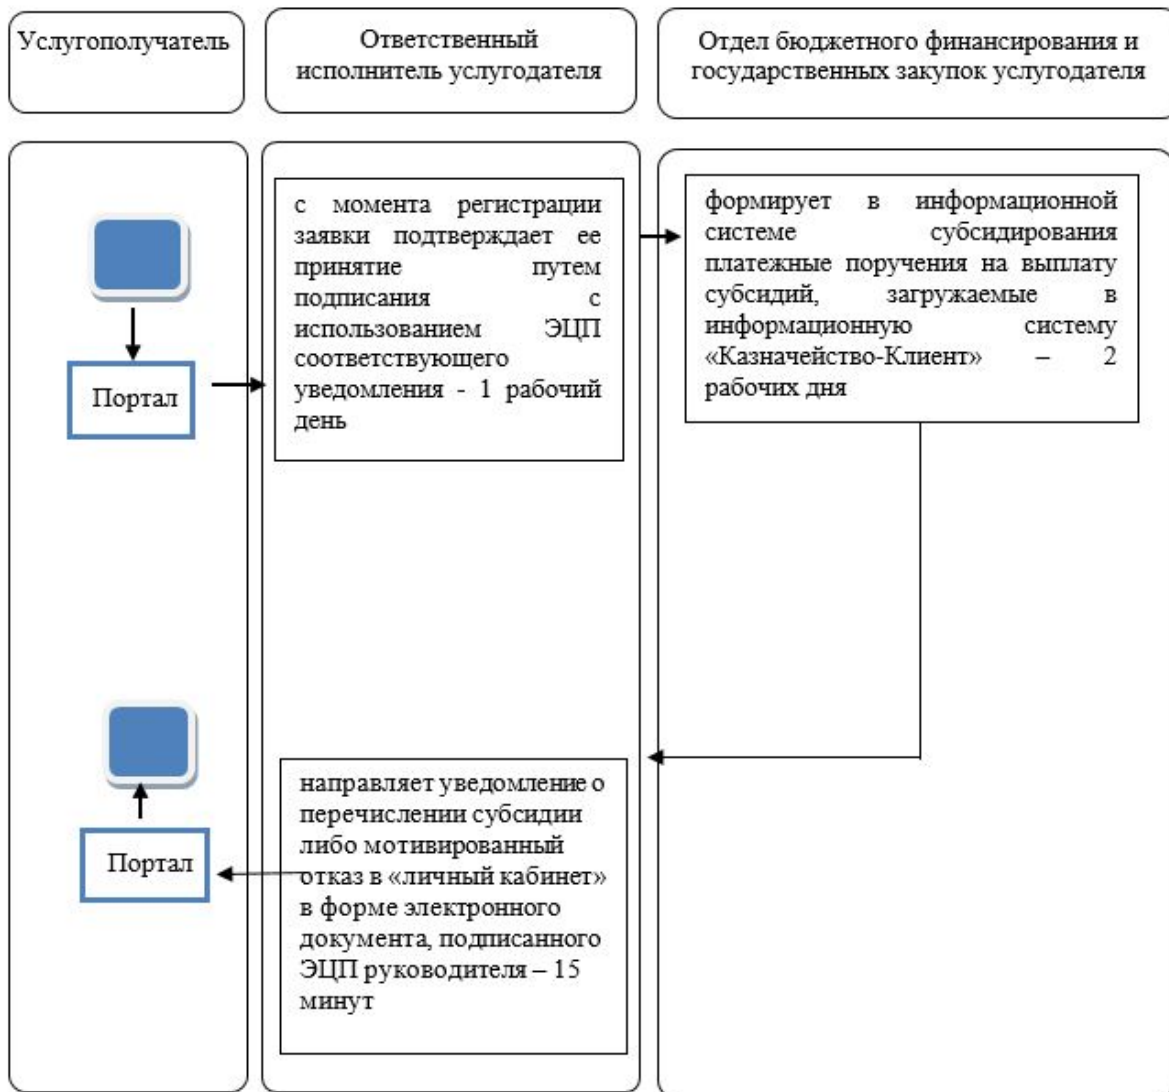 Услугополучатель
Ответственный
исполнитель услугодателя
Отдел бюджетного финансирования и
государственных закупок услугодателя
Портал
с момента регистрации
заявки подтверждает ее
принятие путем
подписания с
использованием ЭЦП
соответствующего
уведомления - 1 рабочий
день
формирует в информационной
системе субсидирования
платежные поручения на выплату
субсидий, загружаемые в
информационную систему
«Казначейство-Клиент» – 2
рабочих дня
направляет уведомление о
перечислении субсидии
либо мотивированный
отказ в «личный кабинет»
в форме электронного
документа, подписанного
ЭЦП руководителя – 15
минут
Портал